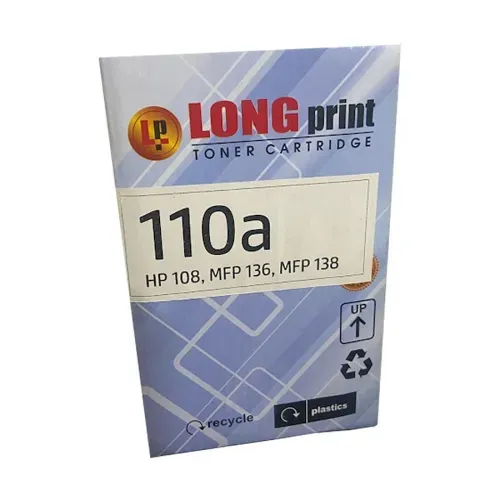 LP
LONG print
TONER CARTRIDGE
110a
HP 108, MFP 136, MFP 138
UP
recycle
plastics